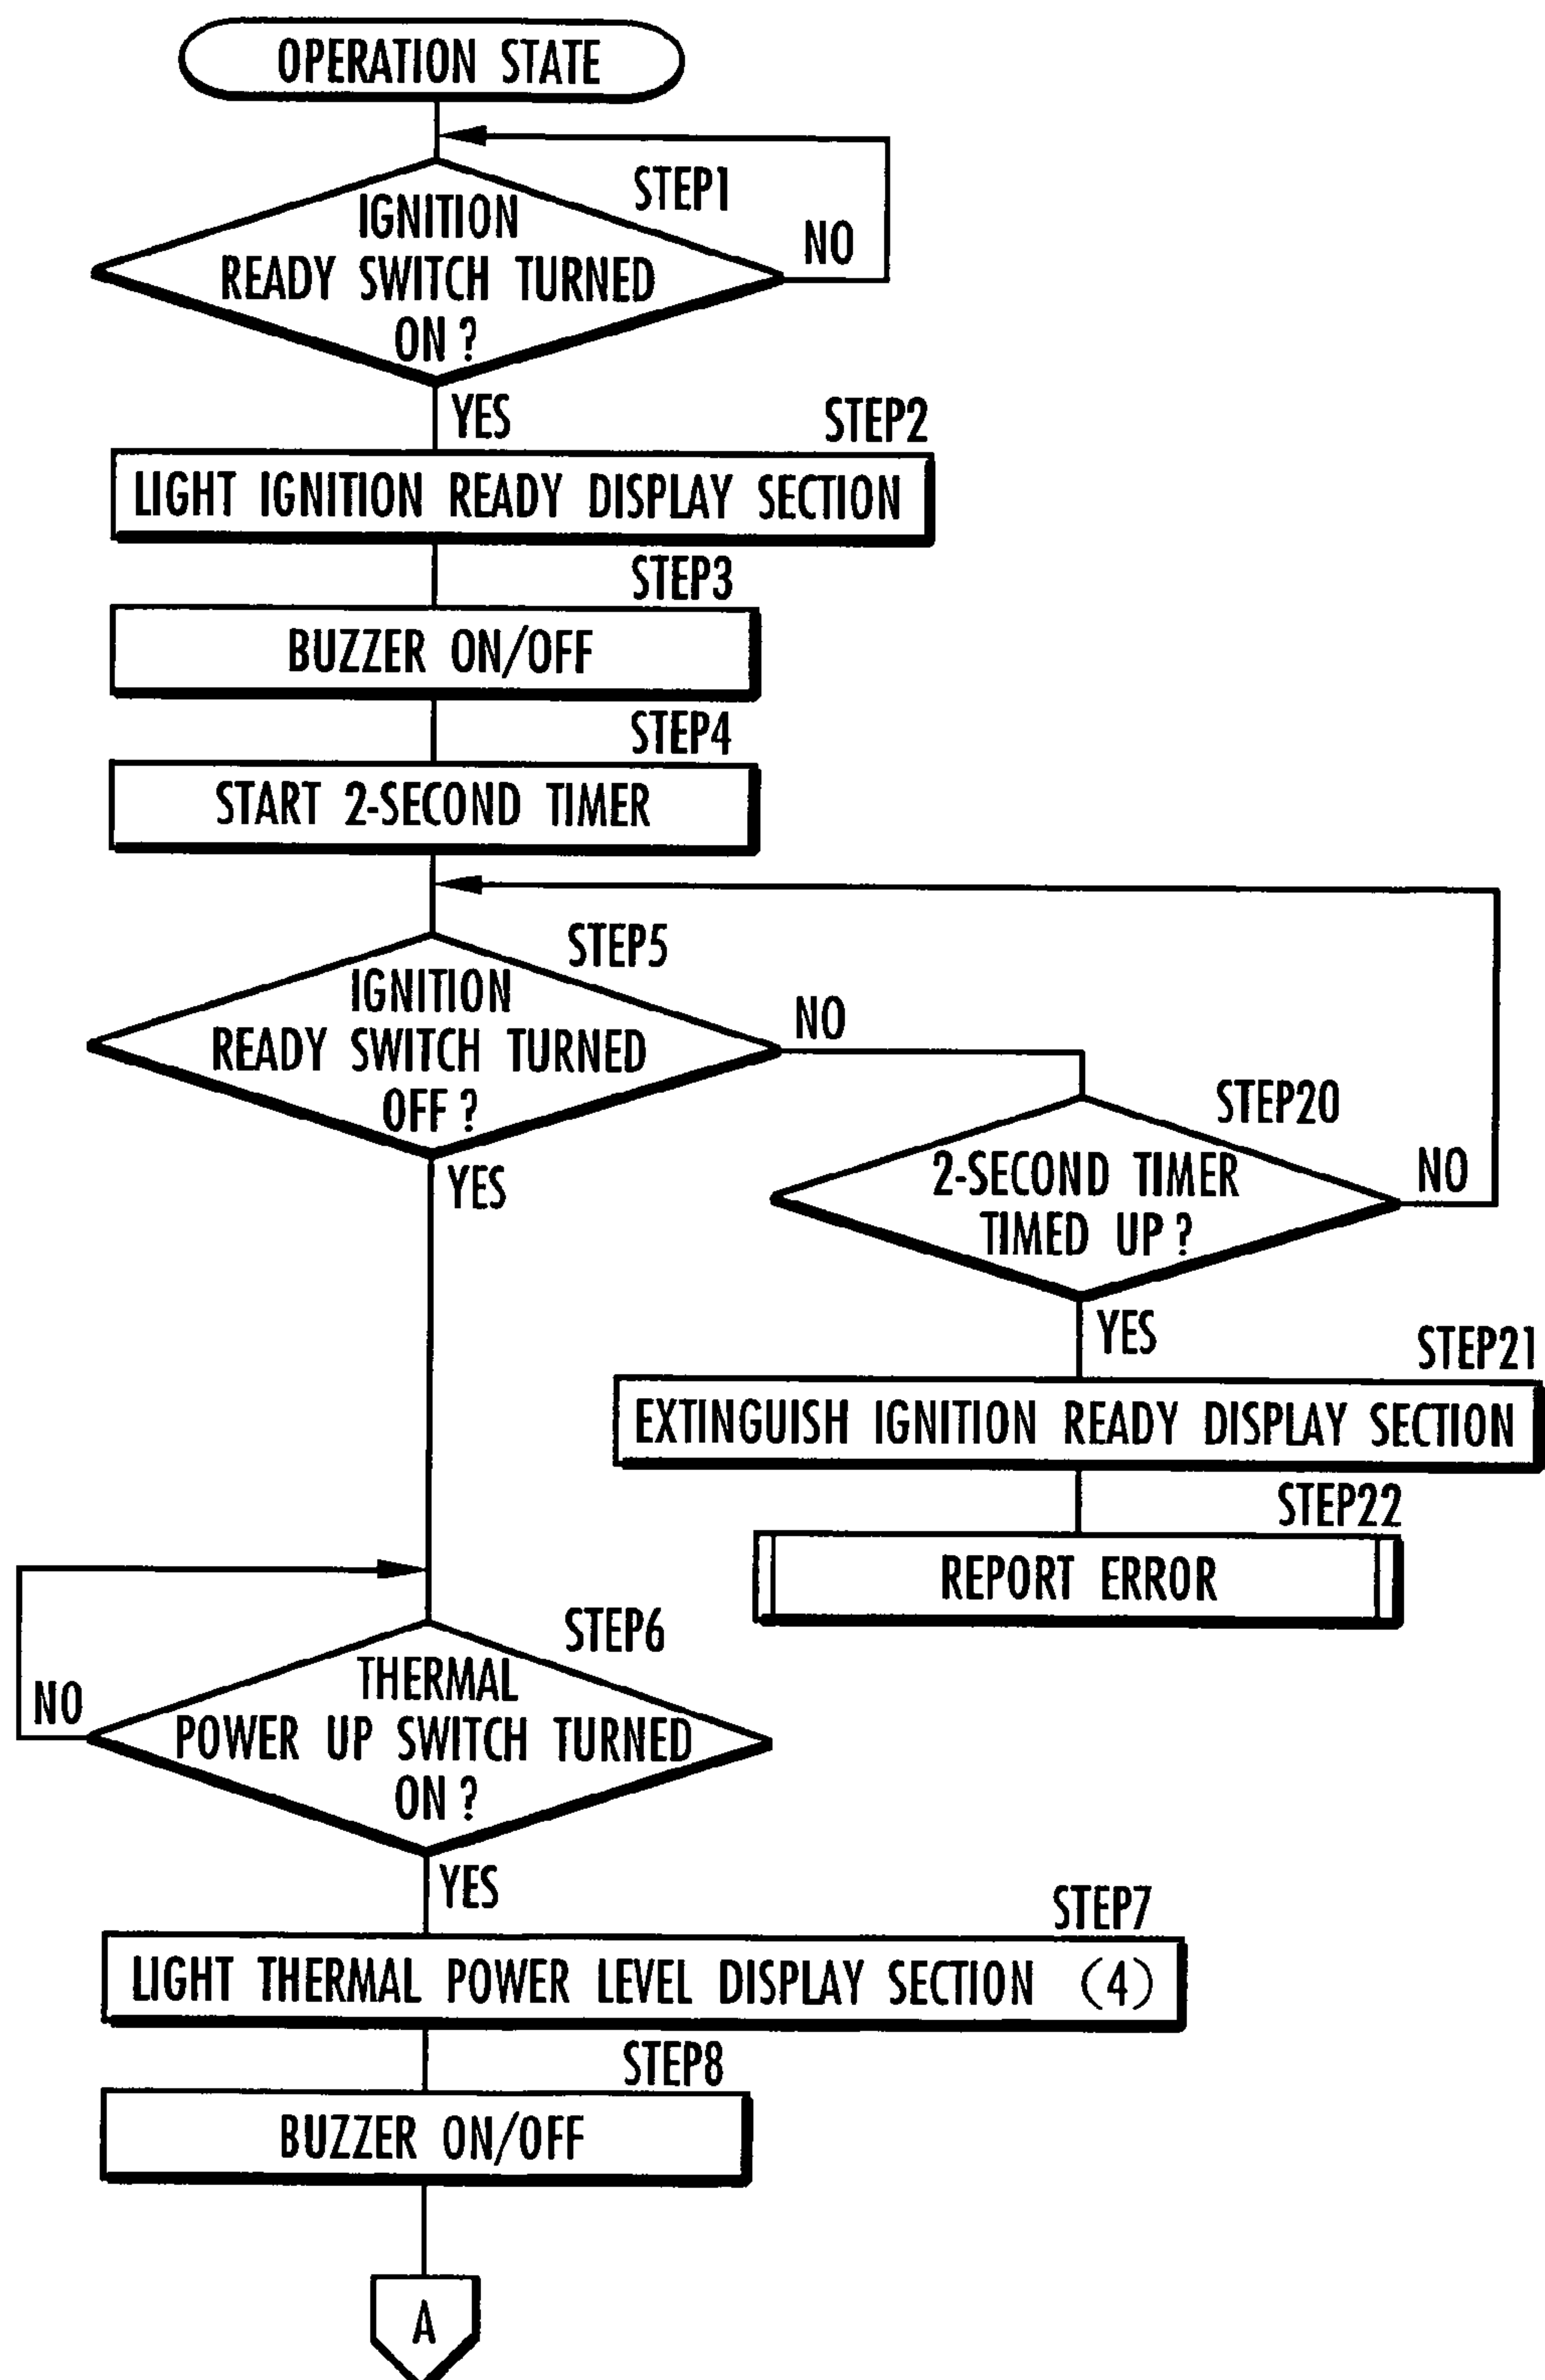 OPERATION STATE
STEP1
IGNITION
READY SWITCH TURNED
ON ?
NO
YES
STEP2
LIGHT IGNITION READY DISPLAY SECTION
STEP3
BUZZER ON/OFF
STEP4
START 2-SECOND TIMER
STEP5
IGNITION
READY SWITCH TURNED
OFF ?
NO
YES
STEP20
2-SECOND TIMER
TIMED UP ?
NO
YES
STEP21
EXTINGUISH IGNITION READY DISPLAY SECTION
STEP22
REPORT ERROR
STEP6
THERMAL
POWER UP SWITCH TURNED
ON ?
NO
YES
STEP7
LIGHT THERMAL POWER LEVEL DISPLAY SECTION (4)
STEP8
BUZZER ON/OFF
A